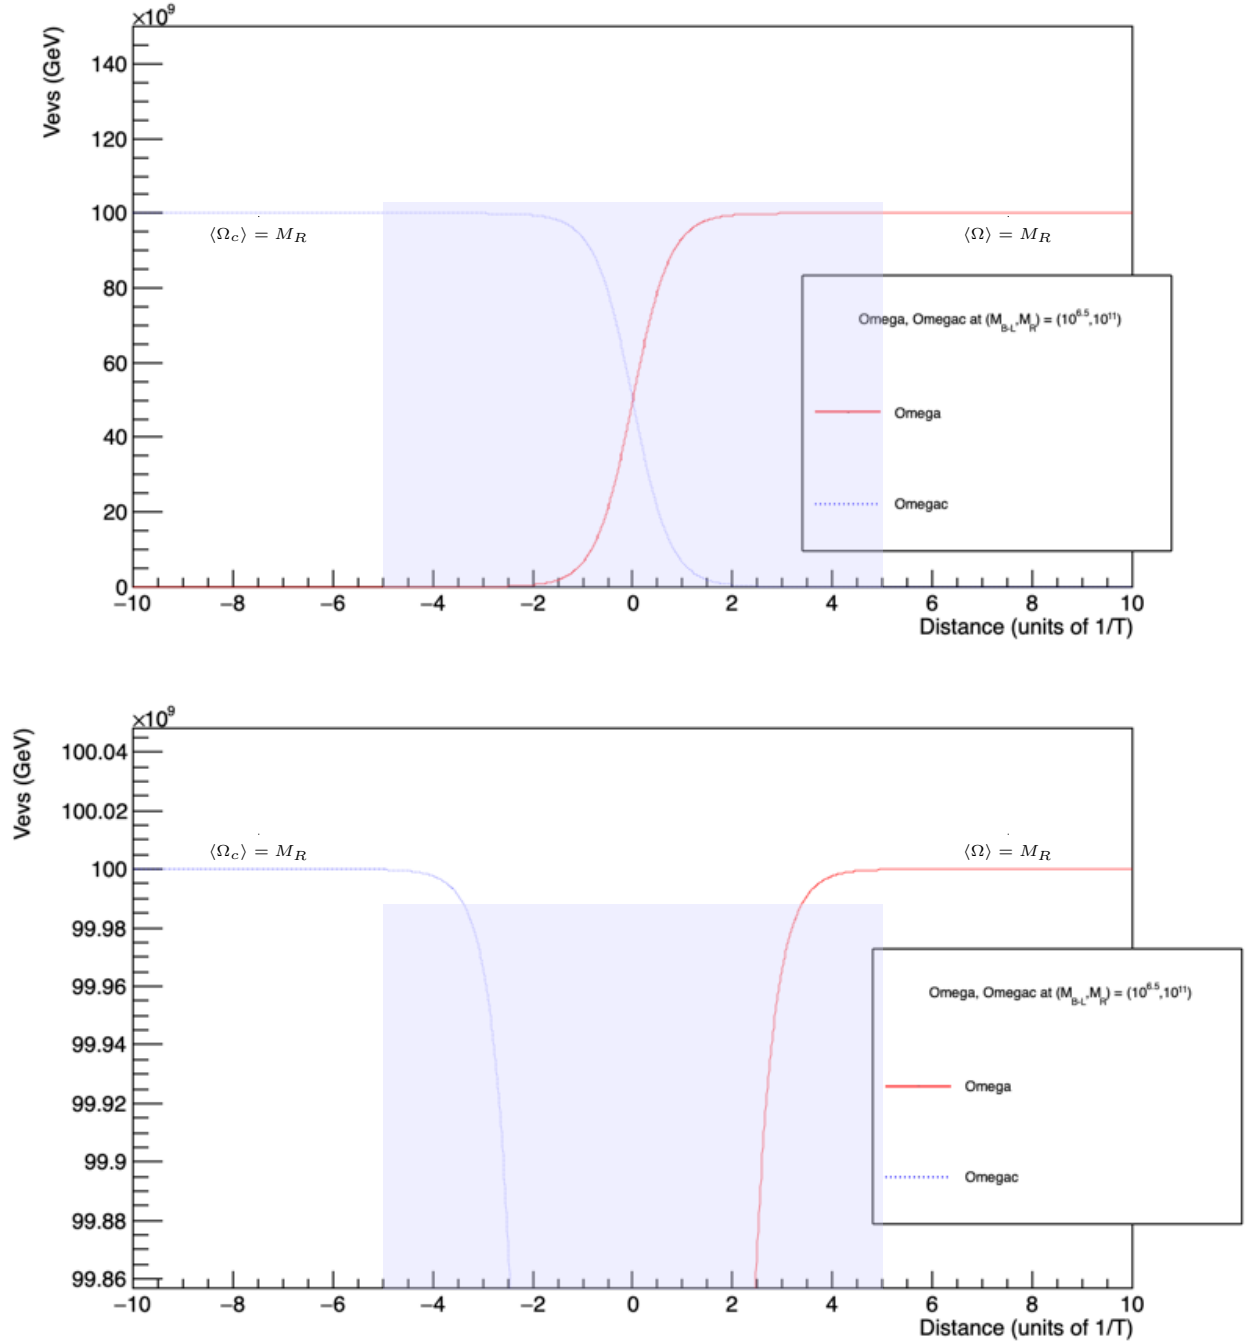 ×10⁹
Vevs (GeV)
140
120
100
80
60
40
20
0
⟨Ω_c⟩ = M_R
⟨Ω⟩ = M_R
Omega, Omegac at (M_B-L,M_R) = (10^6.5,10^11)
Omega
Omegac
−10 −8 −6 −4 −2 0 2 4 6 8 10
Distance (units of 1/T)
×10⁹
Vevs (GeV)
100.04
100.02
100
99.98
99.96
99.94
99.92
99.9
99.88
99.86
⟨Ω_c⟩ = M_R
⟨Ω⟩ = M_R
Omega, Omegac at (M_B-L,M_R) = (10^6.5,10^11)
Omega
Omegac
−10 −8 −6 −4 −2 0 2 4 6 8 10
Distance (units of 1/T)